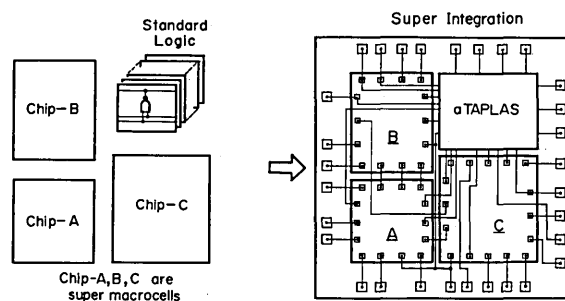 Standard
Logic
Chip-B
Chip-A
Chip-C
Chip-A,B,C are
super macrocells
Super Integration
B
aTAPLAS
A
C